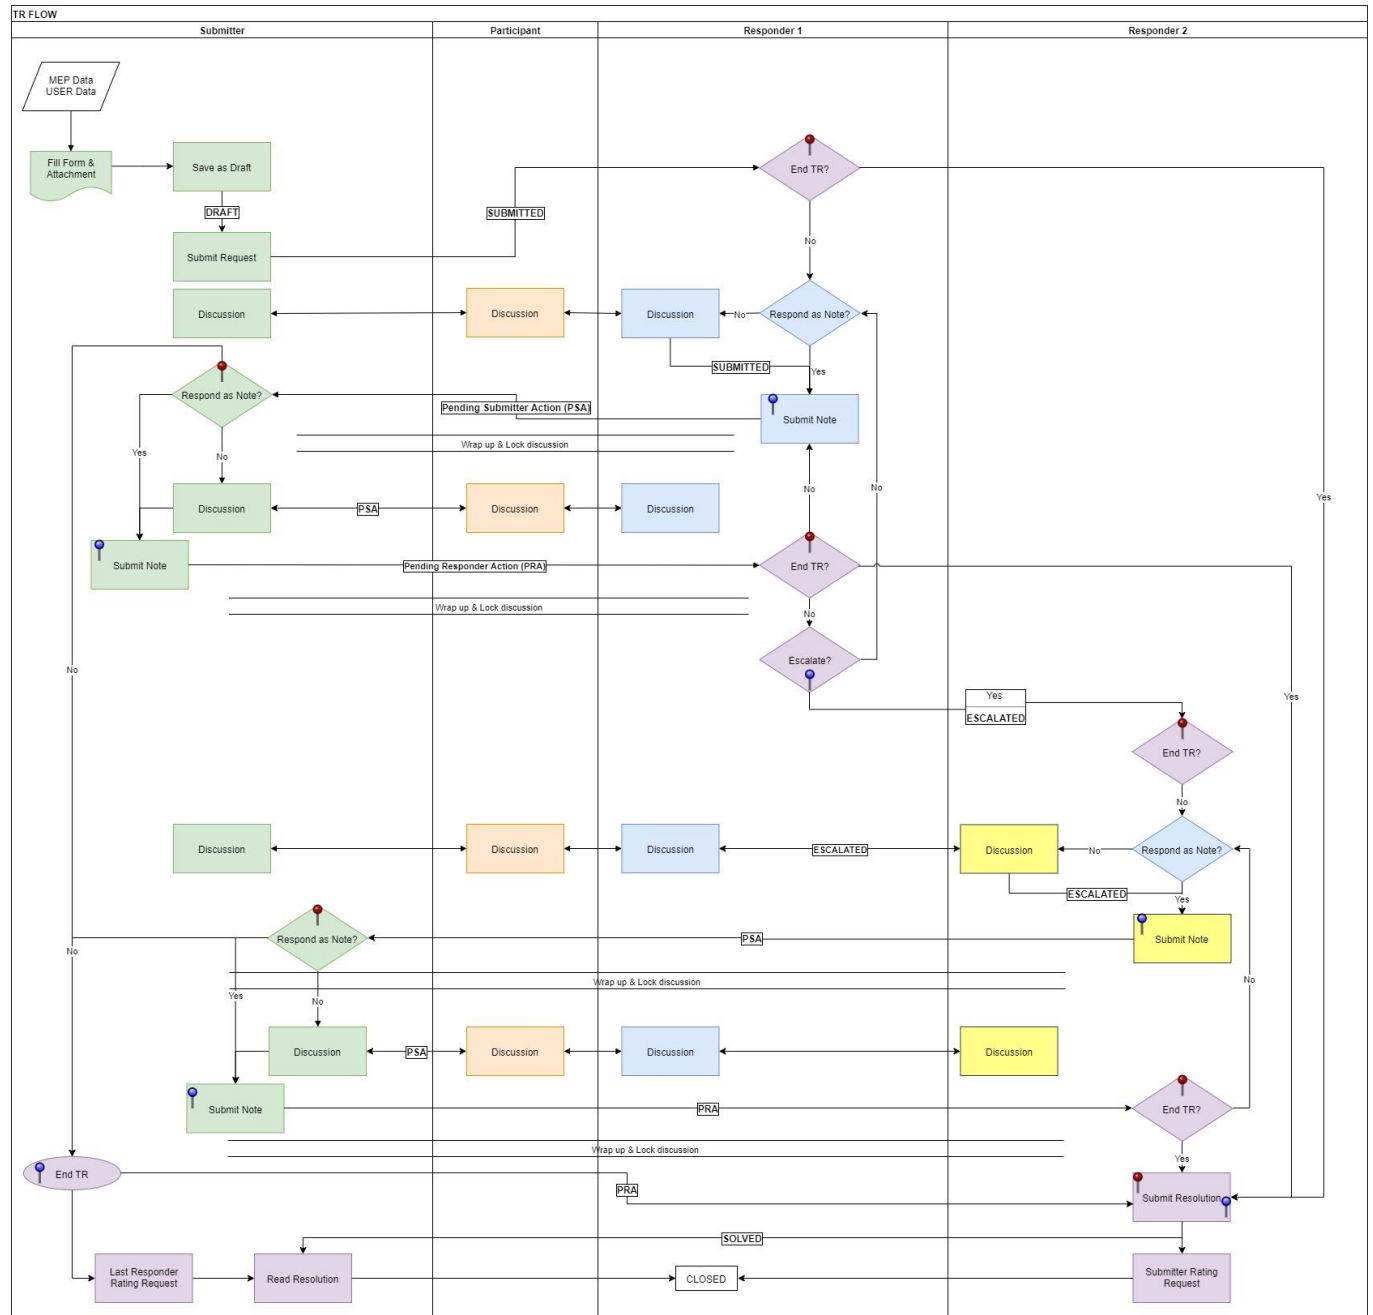 TR FLOW
Submitter
Participant
Responder 1
Responder 2
MEP Data
USER Data
Fill Form &
Attachment
Save as Draft
End TR?
DRAFT
SUBMITTED
Submit Request
No
Discussion
Discussion
Discussion
No
Respond as Note?
SUBMITTED
Yes
Respond as Note?
Pending Submitter Action (PSA)
Submit Note
Wrap up & Lock discussion
Yes
No
No
No
Yes
Discussion
PSA
Discussion
Discussion
Submit Note
Pending Responder Action (PRA)
End TR?
Wrap up & Lock discussion
No
Escalate?
No
Yes
Yes
ESCALATED
End TR?
No
Discussion
Discussion
Discussion
ESCALATED
Discussion
No
Respond as Note?
ESCALATED
Yes
Respond as Note?
PSA
Submit Note
No
Wrap up & Lock discussion
No
Yes
No
Discussion
PSA
Discussion
Discussion
Discussion
Submit Note
PRA
End TR?
Wrap up & Lock discussion
Yes
End TR
PRA
Submit Resolution
SOLVED
Last Responder
Rating Request
Read Resolution
CLOSED
Submitter Rating
Request